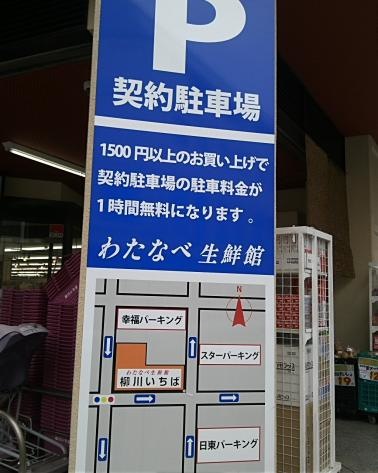 P
契約駐車場
1500円以上のお買い上げで
契約駐車場の駐車料金が
1時間無料になります。
わたなべ 生鮮館
N
幸福パーキング
わたなべ生鮮館
柳川いちば
スターパーキング
日東パーキング
19